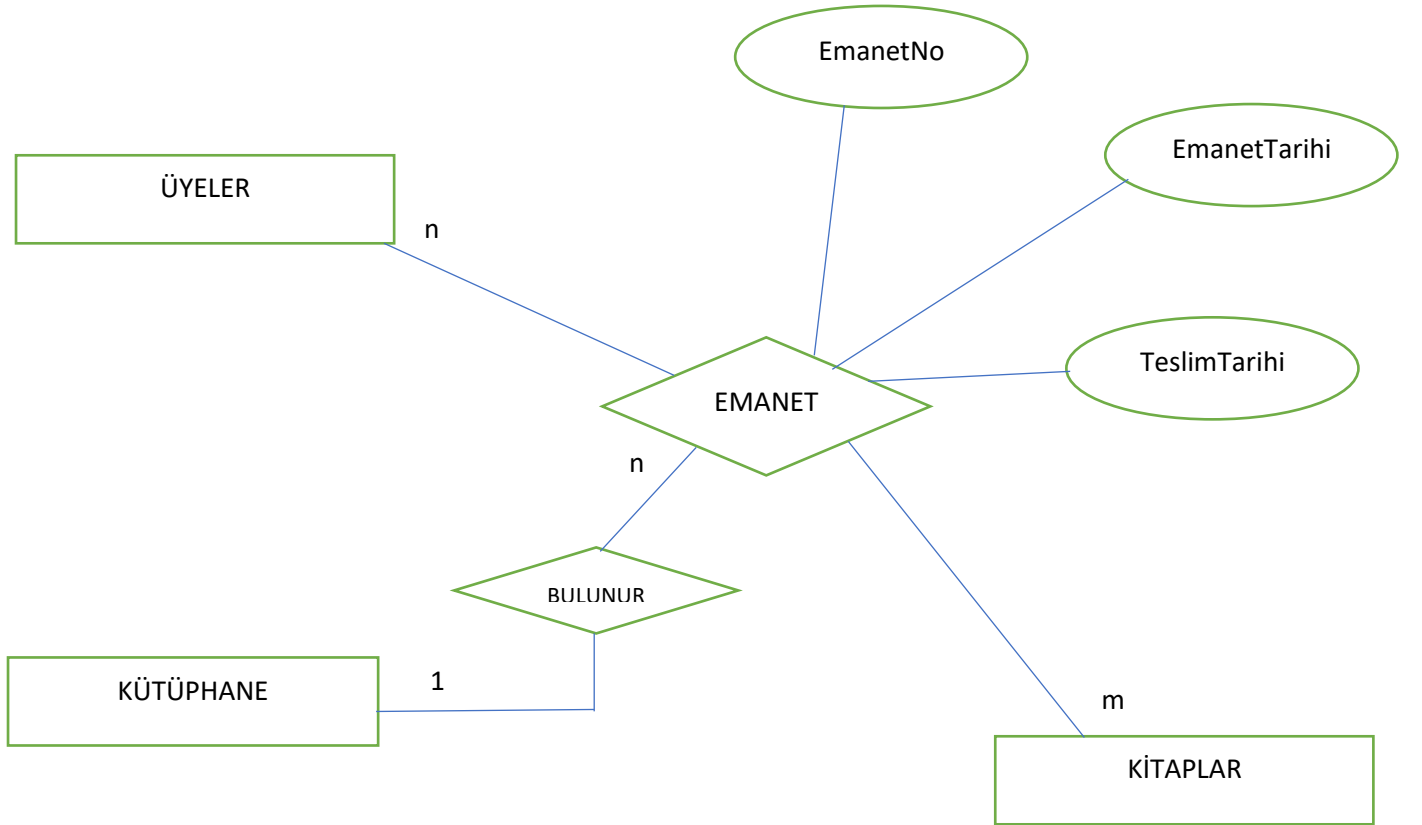 EmanetNo
EmanetTarihi
ÜYELER
n
TeslimTarihi
EMANET
n
BULUNUR
KÜTÜPHANE
1
m
KİTAPLAR